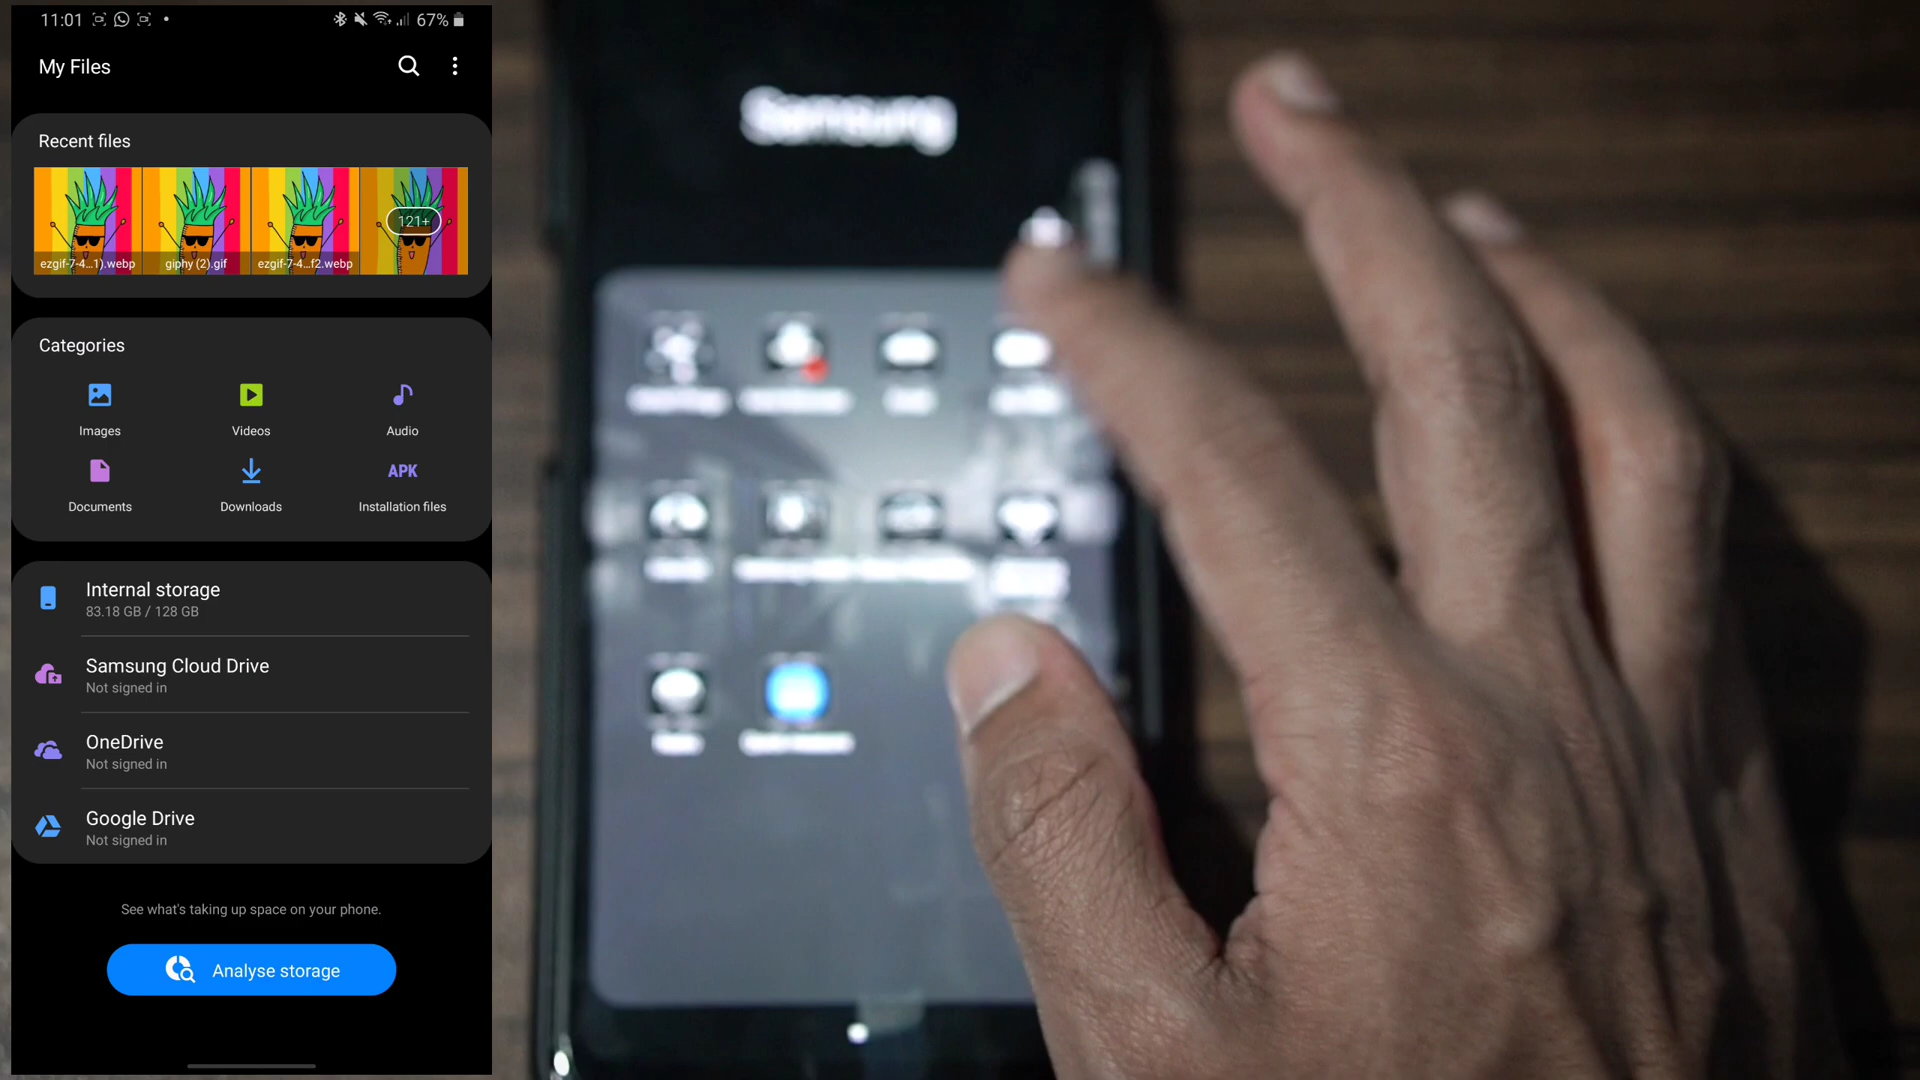 11:01 67%
My Files
Recent files
ezgif-7-4...1).webp giphy (2).gif ezgif-7-4...f2.webp 121+
Categories
Images Videos Audio
APK
Documents Downloads Installation files
Internal storage
83.18 GB / 128 GB
Samsung Cloud Drive
Not signed in
OneDrive
Not signed in
Google Drive
Not signed in
See what's taking up space on your phone.
Analyse storage
Samsung